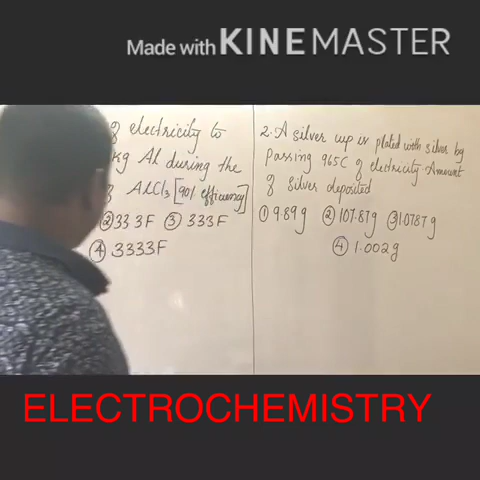 Made with KINEMASTER
of electricity to
kg Al during the
AlCl₃ [90% efficiency]
② 33.3F ③ 333F
④ 3333F
2. A silver cup is plated with silver by
Passing 965C of electricity. Amount
of silver deposited
① 9.89g ② 107.87g ③ 1.0787g
④ 1.002g
ELECTROCHEMISTRY